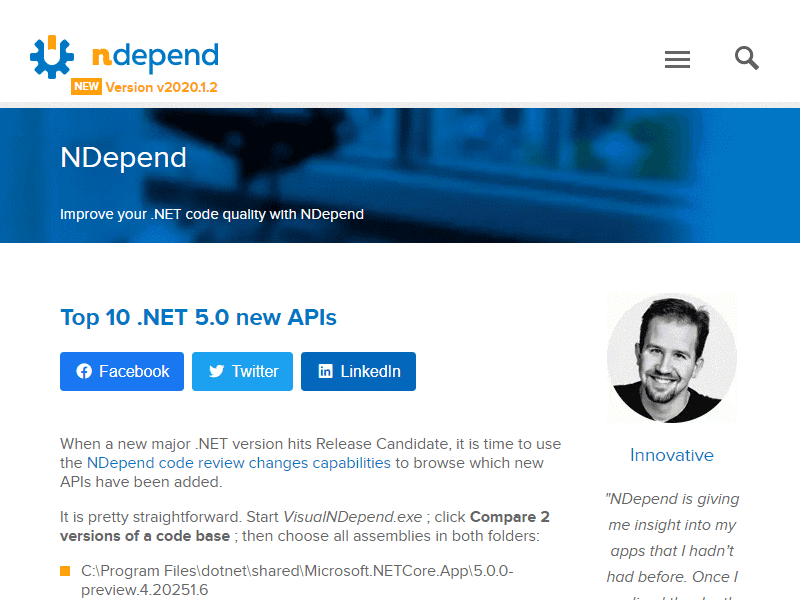 ndepend
NEW Version v2020.1.2
NDepend
Improve your .NET code quality with NDepend
Top 10 .NET 5.0 new APIs
Facebook Twitter LinkedIn
When a new major .NET version hits Release Candidate, it is time to use
the NDepend code review changes capabilities to browse which new
APIs have been added.
It is pretty straightforward. Start VisualNDepend.exe ; click Compare 2
versions of a code base ; then choose all assemblies in both folders:
C:\Program Files\dotnet\shared\Microsoft.NETCore.App\5.0.0-
preview.4.20251.6
Innovative
"NDepend is giving
me insight into my
apps that I hadn't
had before. Once I